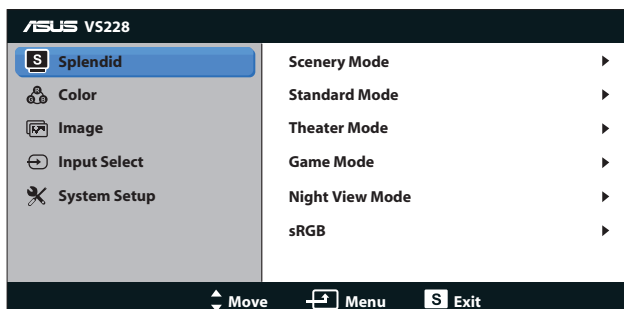 ASUS VS228
S Splendid
Color
Image
Input Select
System Setup
Scenery Mode
Standard Mode
Theater Mode
Game Mode
Night View Mode
sRGB
Move Menu S Exit